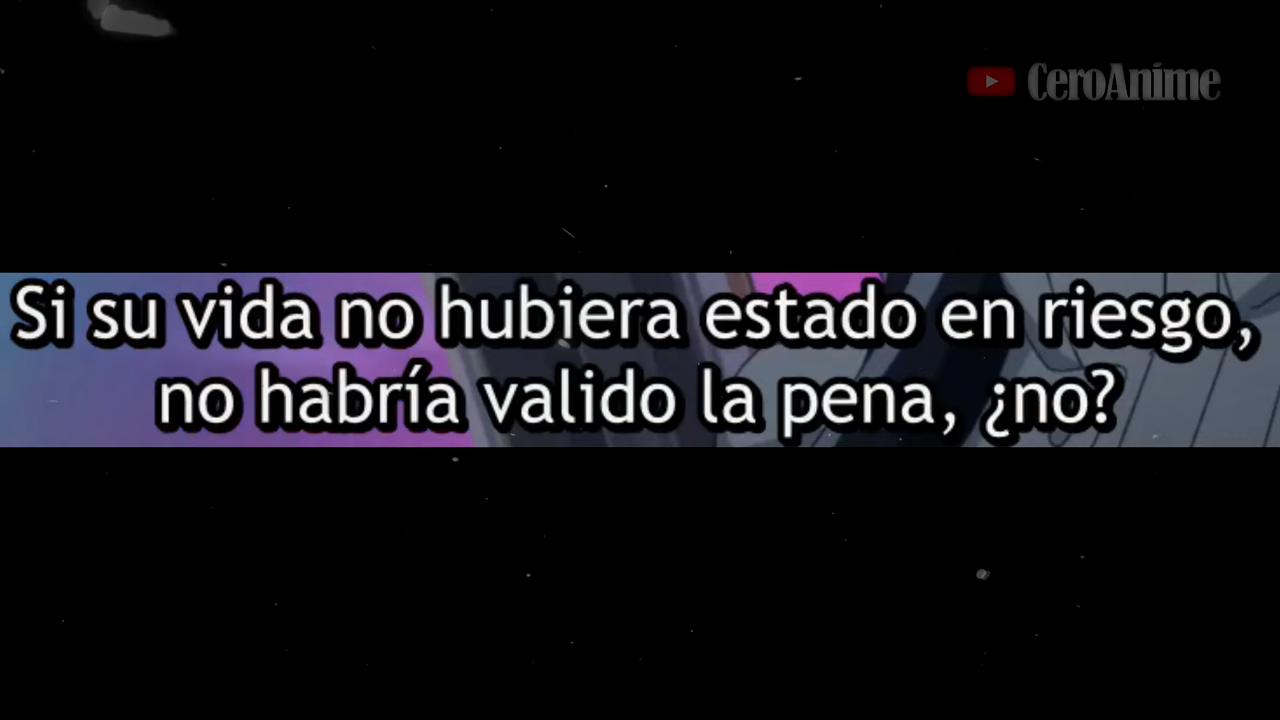 CeroAnime
Si su vida no hubiera estado en riesgo,
no habría valido la pena, ¿no?